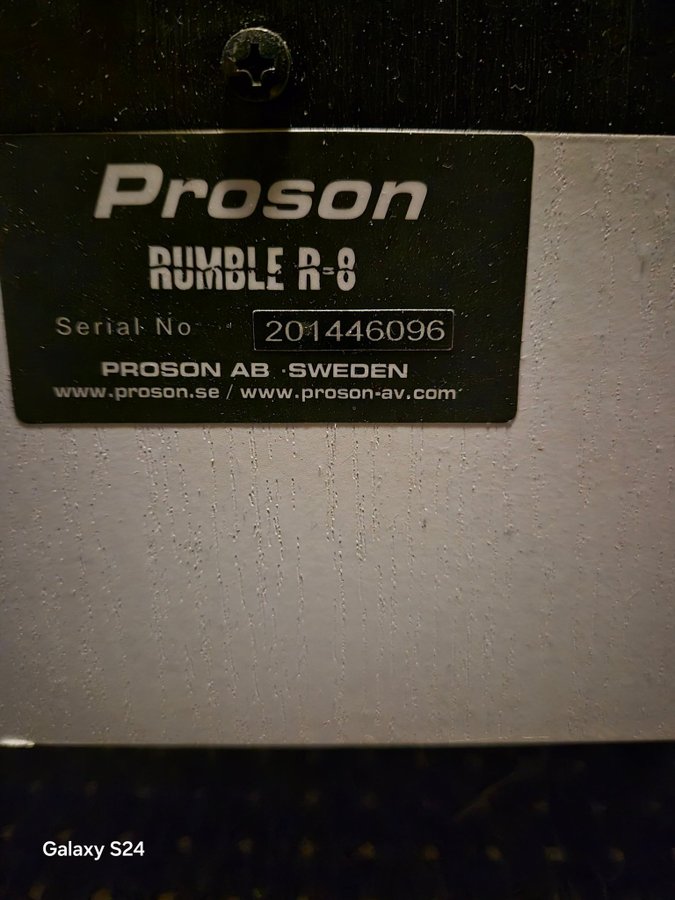 Proson
RUMBLE R-8
Serial No 201446096
PROSON AB · SWEDEN
www.proson.se / www.proson-av.com
Galaxy S24